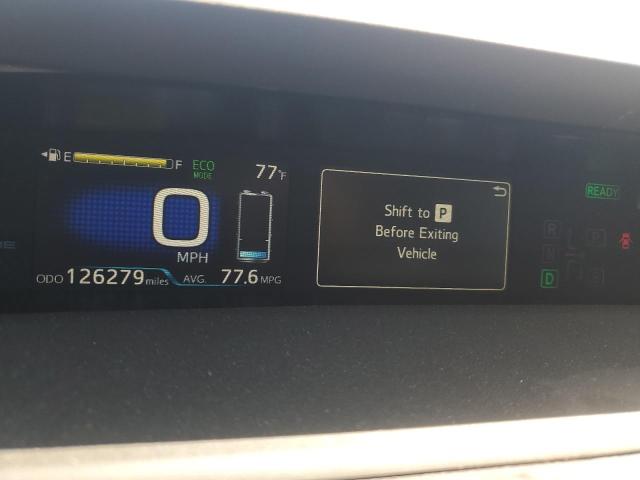 E F ECO
MODE
77°F
0
MPH
ODO 126279 miles AVG. 77.6 MPG
Shift to P
Before Exiting
Vehicle
READY
R
N
D
B